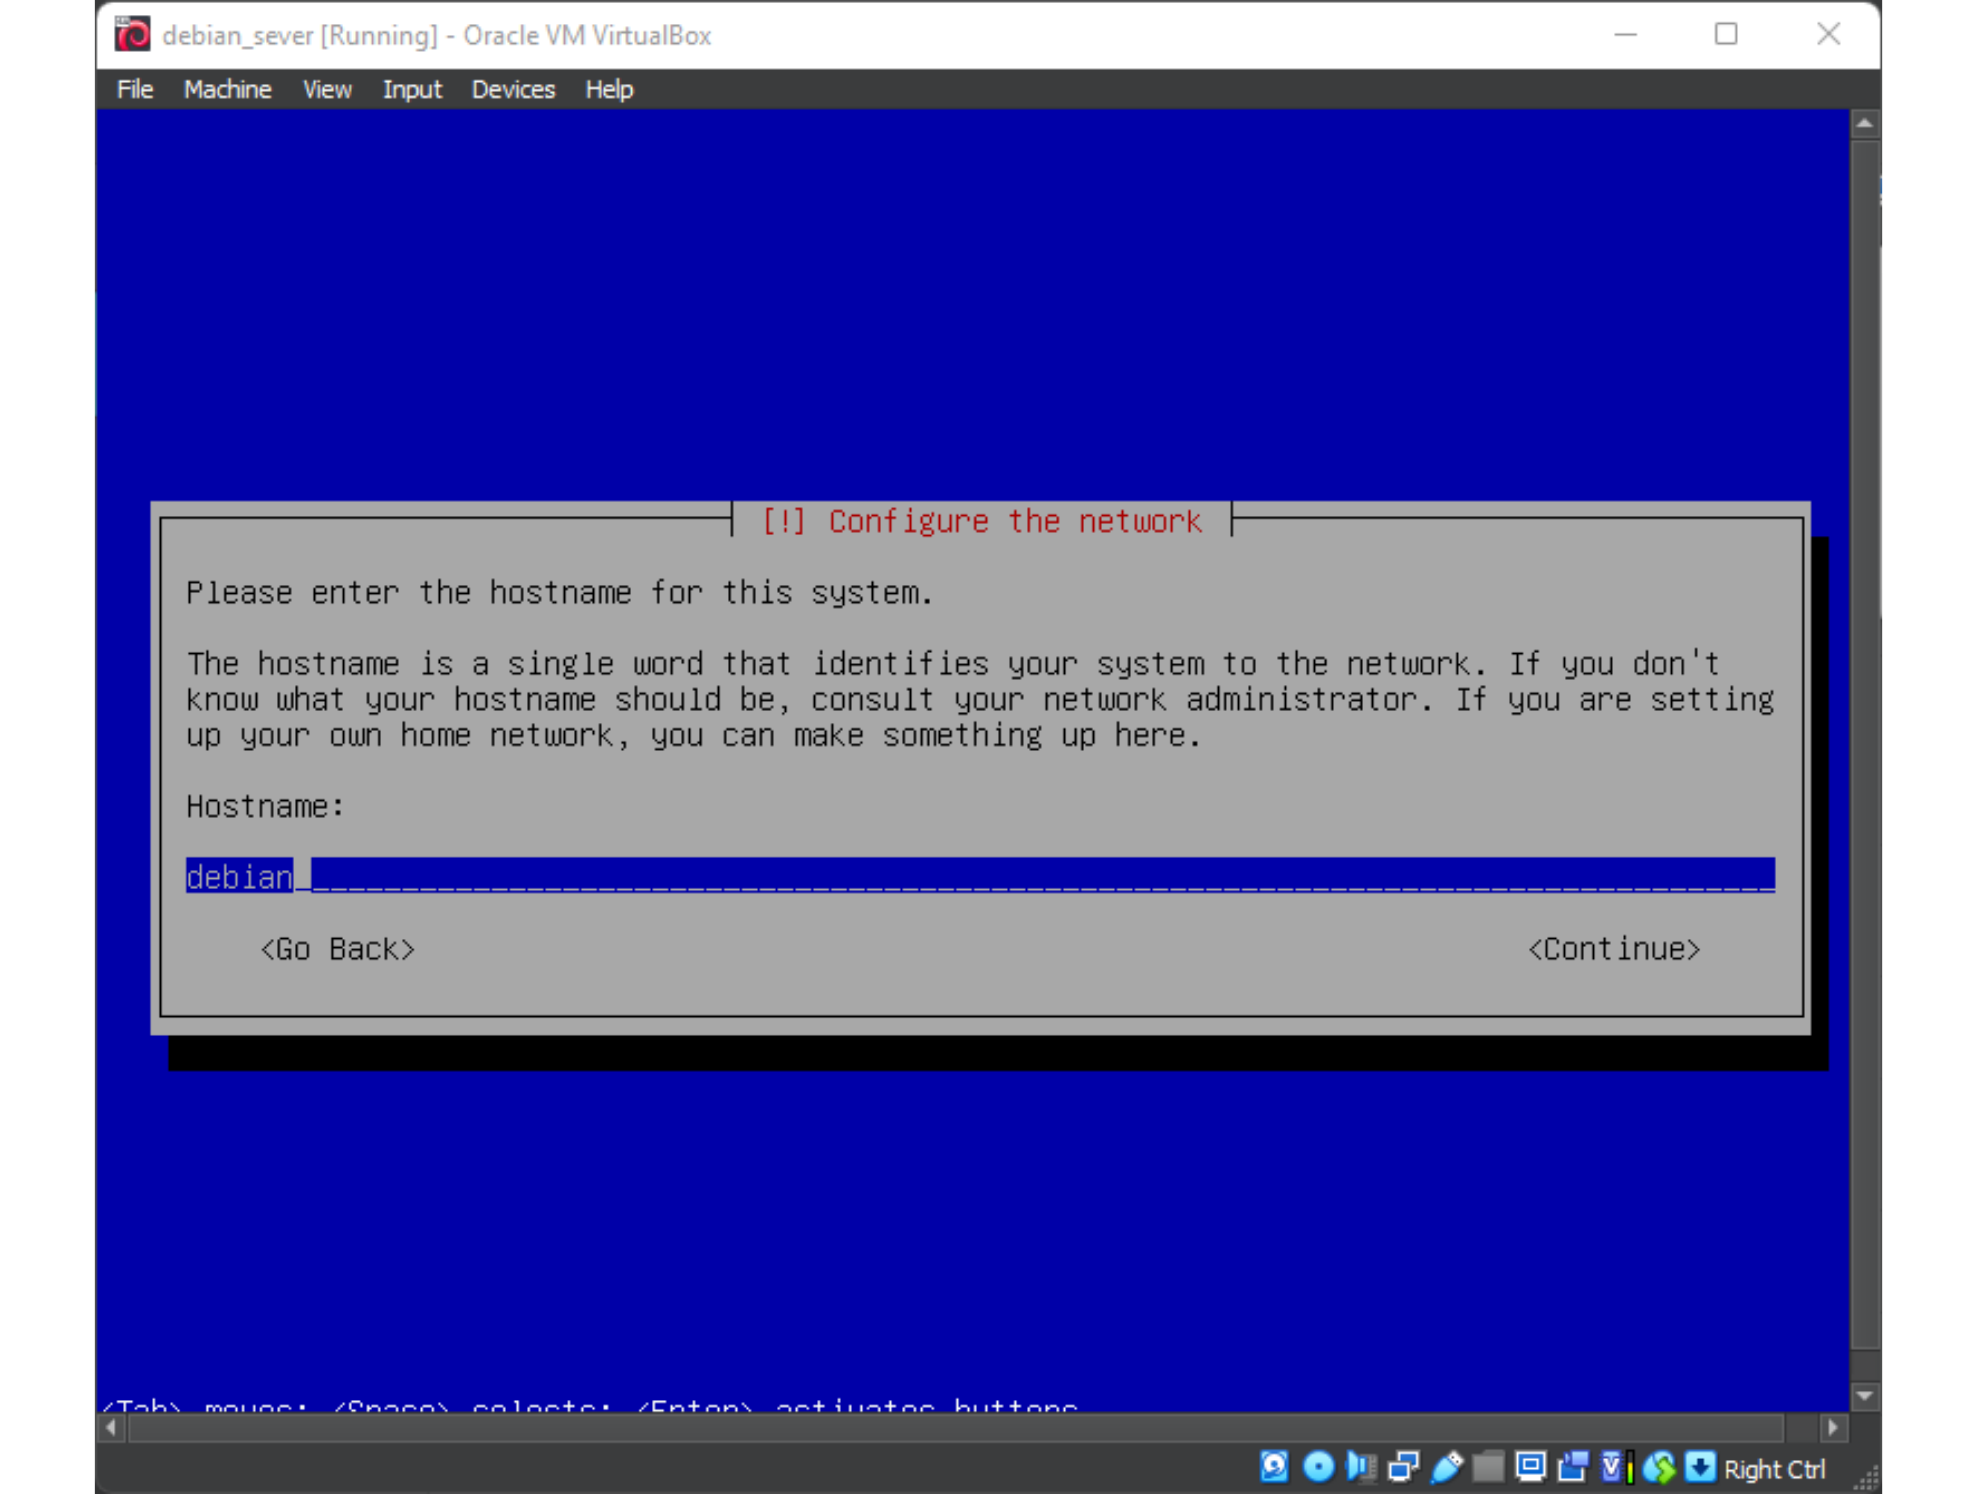 debian_sever [Running] - Oracle VM VirtualBox
File Machine View Input Devices Help
[!] Configure the network
Please enter the hostname for this system.
The hostname is a single word that identifies your system to the network. If you don't
know what your hostname should be, consult your network administrator. If you are setting
up your own home network, you can make something up here.
Hostname:
debian
<Go Back> <Continue>
<Tab> moves; <Space> selects; <Enter> activates buttons
Right Ctrl